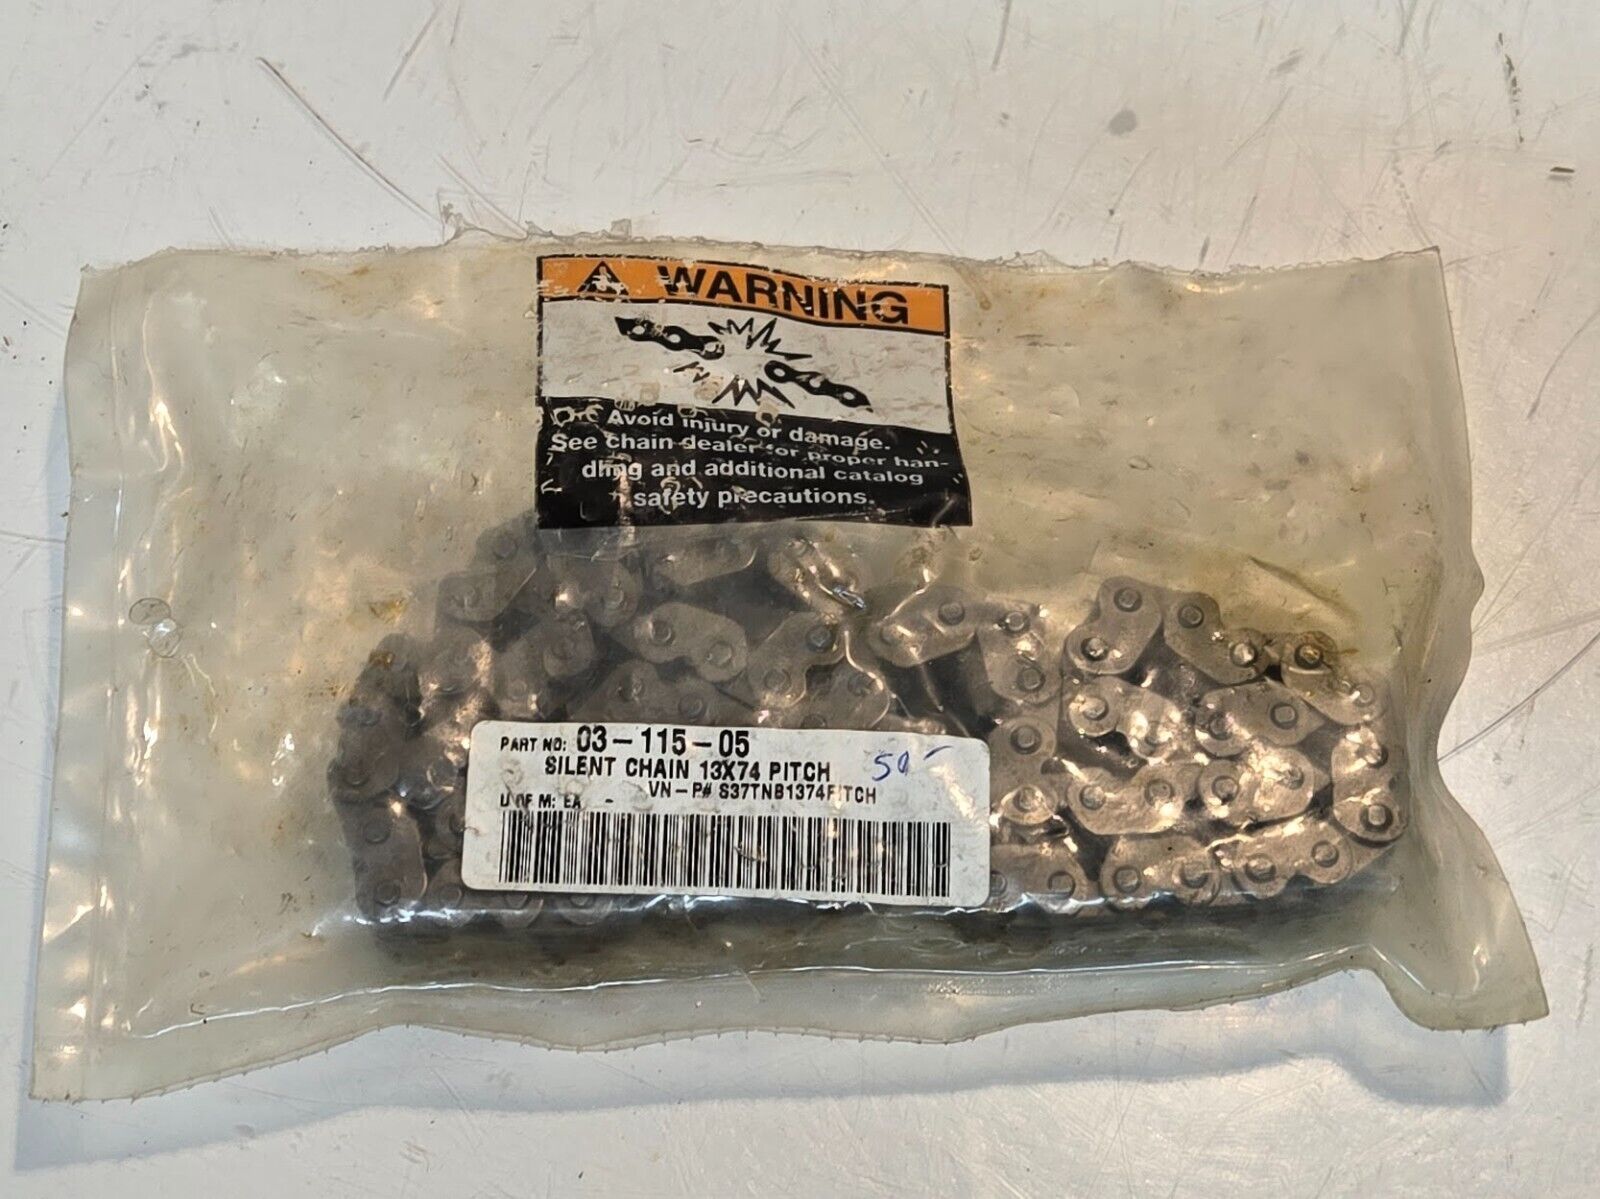 WARNING
Avoid injury or damage.
See chain dealer for proper han-
dling and additional catalog
safety precautions.
PART NO: 03-115-05
SILENT CHAIN 13X74 PITCH
VN-P# S37TNB1374PITCH
U OF M: EA -